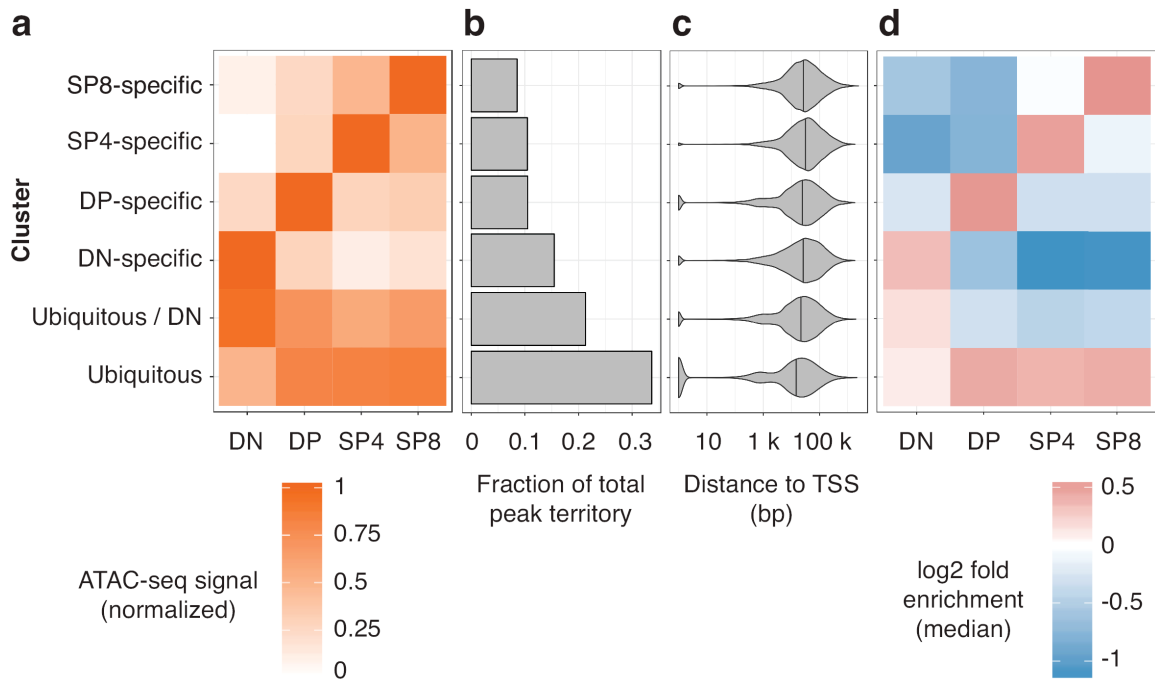 a
b
c
d
Cluster
SP8-specific
SP4-specific
DP-specific
DN-specific
Ubiquitous / DN
Ubiquitous
DN DP SP4 SP8
0 0.1 0.2 0.3
10 1 k 100 k
DN DP SP4 SP8
Fraction of total
peak territory
Distance to TSS
(bp)
ATAC-seq signal
(normalized)
1
0.75
0.5
0.25
0
log2 fold
enrichment
(median)
0.5
0
-0.5
-1